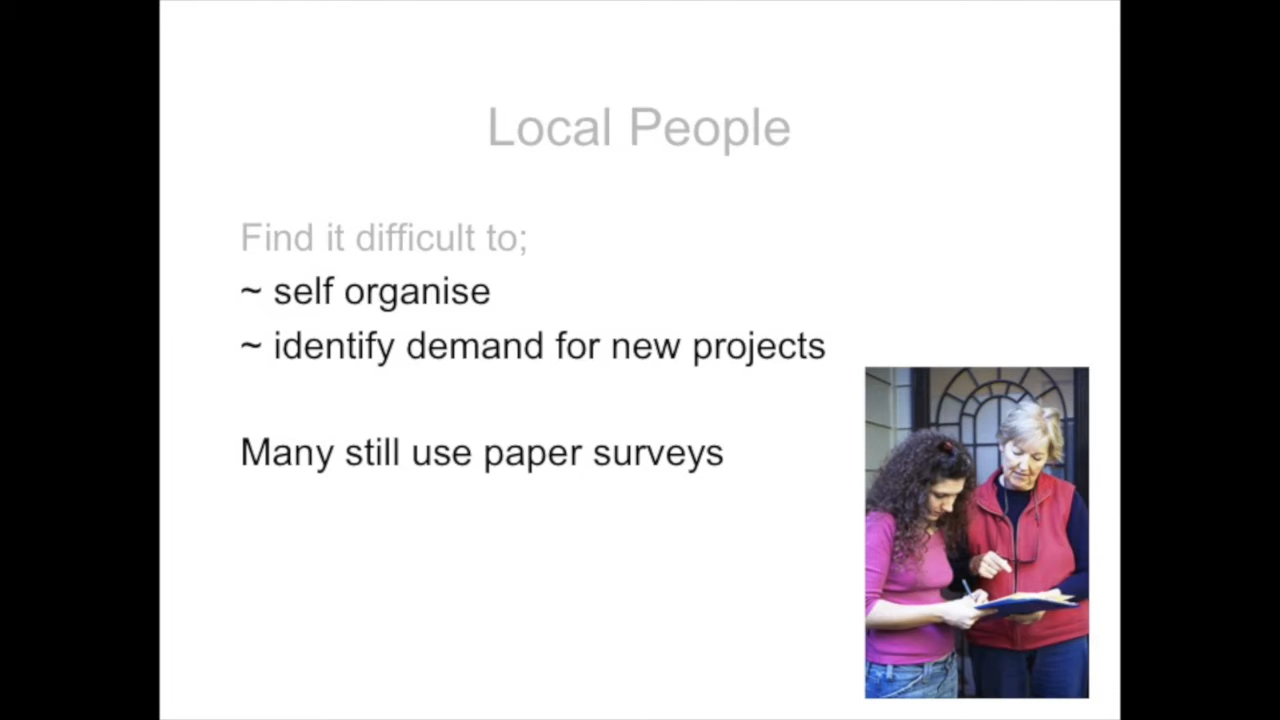 Local People
Find it difficult to;
~ self organise
~ identify demand for new projects
Many still use paper surveys